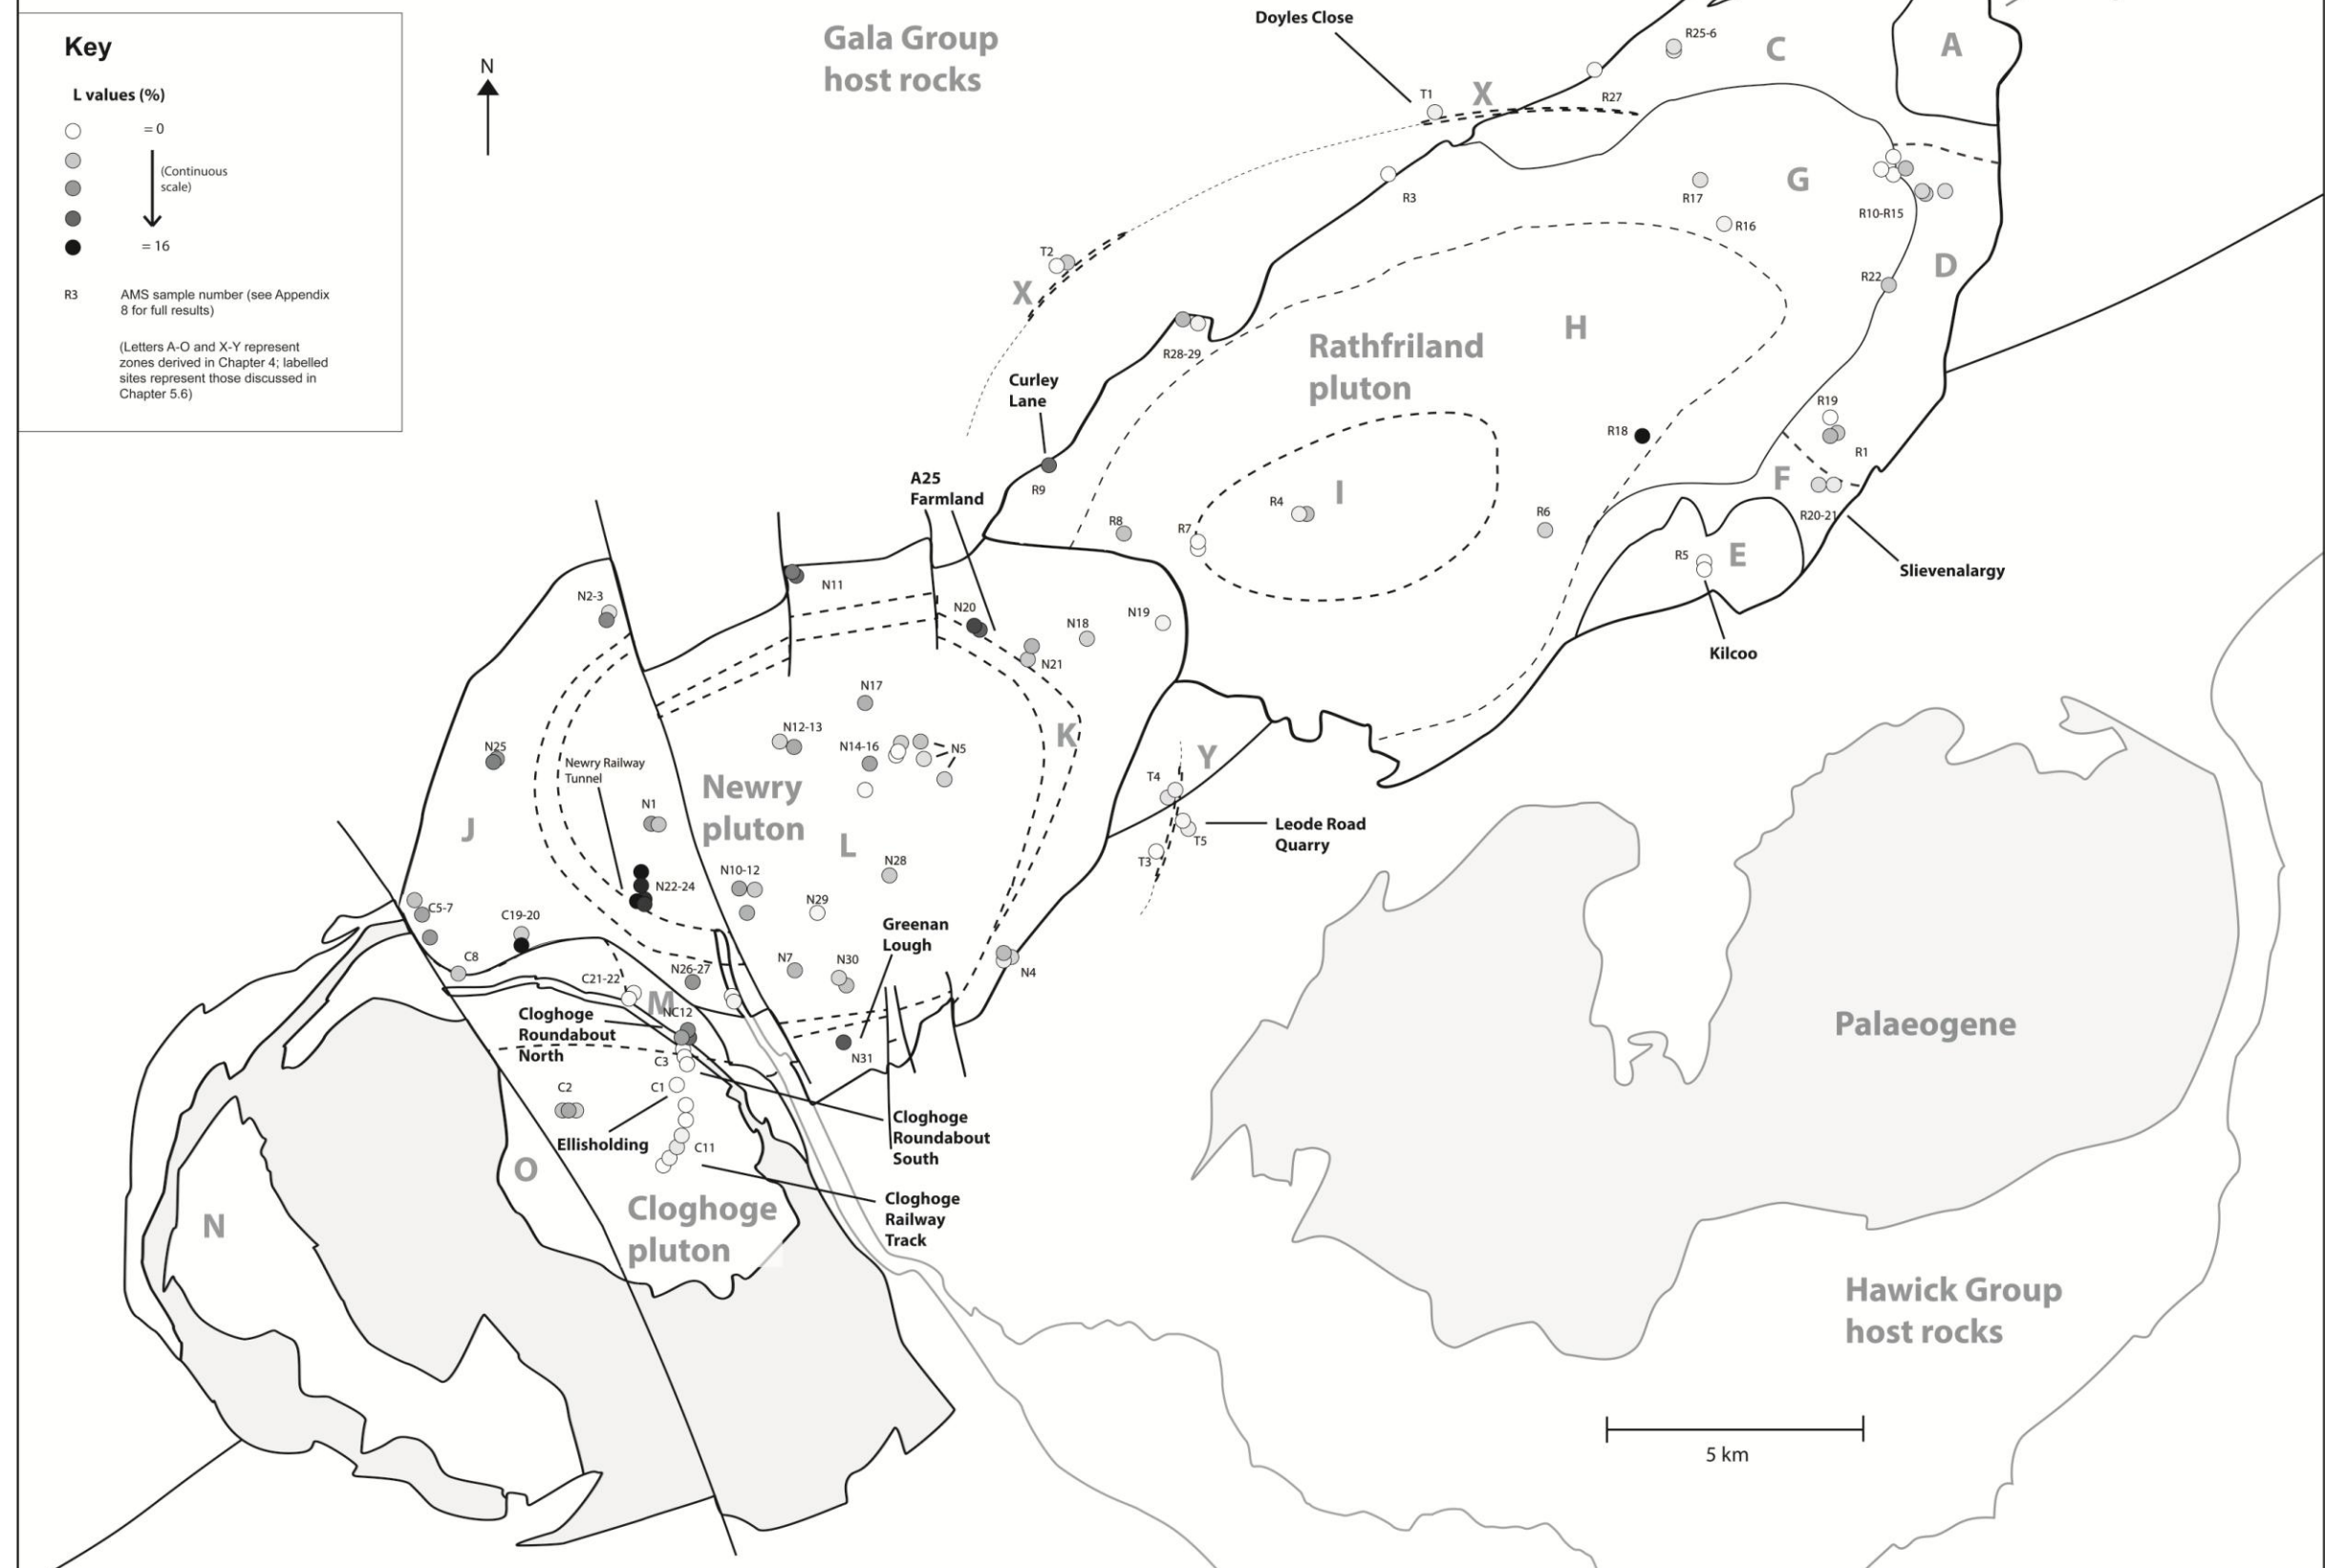 Key
L values (%)
= 0
(Continuous
scale)
= 16
R3
AMS sample number (see Appendix
8 for full results)
(Letters A-O and X-Y represent
zones derived in Chapter 4; labelled
sites represent those discussed in
Chapter 5.6)
N
Gala Group
host rocks
Doyles Close
R25-6
C
A
T1
X
R27
R3
R17
G
R16
R10-R15
T2
X
R22
D
H
Rathfriland
pluton
R28-29
Curley
Lane
R19
R18
R1
A25
Farmland
R9
F
R4
I
R8
R7
R6
R20-21
R5
E
Slievenalargy
N11
N2-3
N20
N18
N19
N21
Kilcoo
N17
N12-13
N14-16
N5
K
Y
N25
Newry Railway
Tunnel
Newry
pluton
T4
N1
J
L
T5
Leode Road
Quarry
T3
N28
N10-12
N22-24
N29
C5-7
C19-20
Greenan
Lough
C8
N7
N30
N4
N26-27
C21-22
M
NC12
Cloghoge
Roundabout
North
Palaeogene
N31
C3
C2
C1
Cloghoge
Roundabout
South
Ellisholding
C11
O
Cloghoge
pluton
Cloghoge
Railway
Track
N
Hawick Group
host rocks
5 km